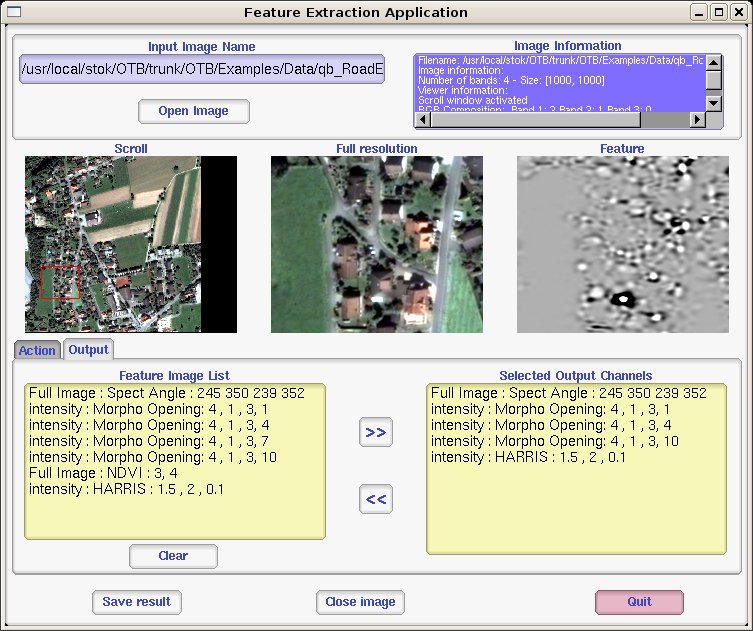 Feature Extraction Application
Input Image Name
/usr/local/stok/OTB/trunk/OTB/Examples/Data/qb_RoadE
Open Image
Image Information
Filename: /usr/local/stok/OTB/trunk/OTB/Examples/Data/qb_Rc
Image information:
Number of bands: 4 - Size: [1000, 1000]
Viewer information:
Scroll window activated
RGB Composition: Band 1: 2 Band 2: 1 Band 3: 0
Scroll
Full resolution
Feature
Action
Output
Feature Image List
Full Image : Spect Angle : 245 350 239 352
intensity : Morpho Opening: 4 , 1 , 3, 1
intensity : Morpho Opening: 4 , 1 , 3, 4
intensity : Morpho Opening: 4 , 1 , 3, 7
intensity : Morpho Opening: 4 , 1 , 3, 10
Full Image : NDVI : 3, 4
intensity : HARRIS : 1.5 , 2 , 0.1
Clear
>>
<<
Selected Output Channels
Full Image : Spect Angle : 245 350 239 352
intensity : Morpho Opening: 4 , 1 , 3, 1
intensity : Morpho Opening: 4 , 1 , 3, 4
intensity : Morpho Opening: 4 , 1 , 3, 10
intensity : HARRIS : 1.5 , 2 , 0.1
Save result
Close image
Quit